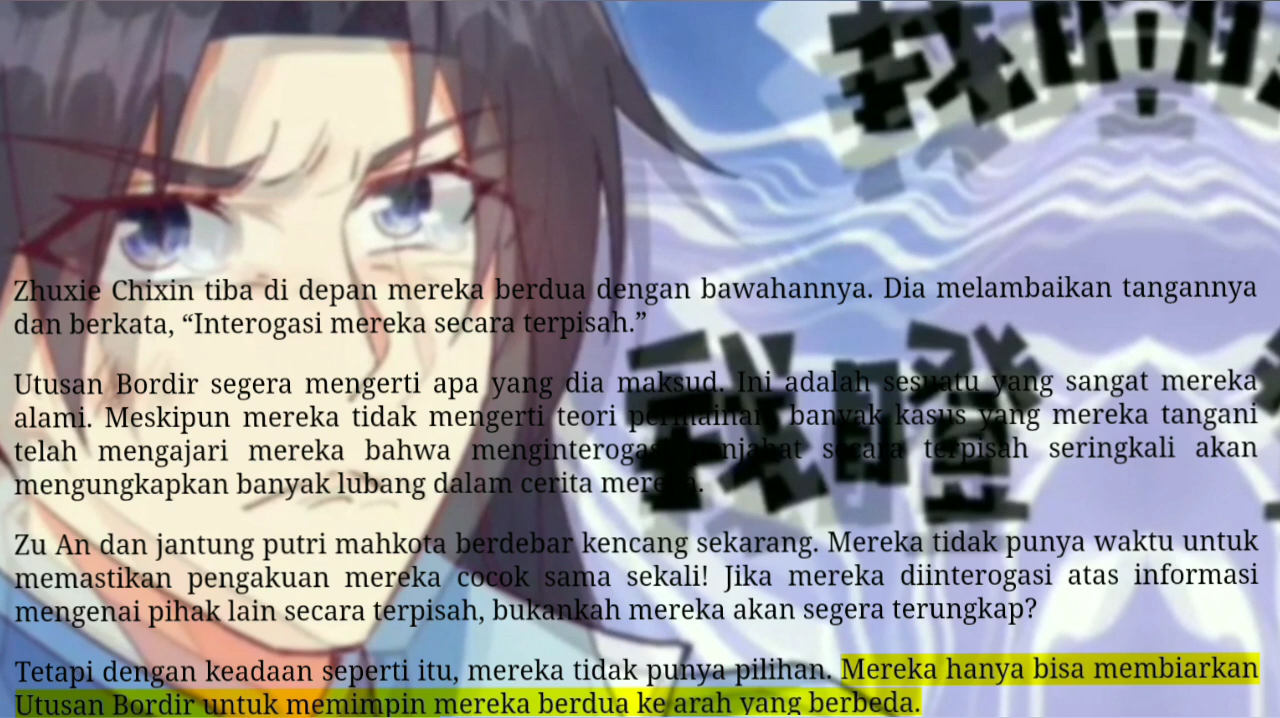 我
Zhuxie Chixin tiba di depan mereka berdua dengan bawahannya. Dia melambaikan tangannya
dan berkata, “Interogasi mereka secara terpisah.”
Utusan Bordir segera mengerti apa yang dia maksud. Ini adalah sesuatu yang sangat mereka
alami. Meskipun mereka tidak mengerti teori permainan, banyak kasus yang mereka tangani
telah mengajari mereka bahwa menginterogasi penjahat secara terpisah seringkali akan
mengungkapkan banyak lubang dalam cerita mereka.
Zu An dan jantung putri mahkota berdebar kencang sekarang. Mereka tidak punya waktu untuk
memastikan pengakuan mereka cocok sama sekali! Jika mereka diinterogasi atas informasi
mengenai pihak lain secara terpisah, bukankah mereka akan segera terungkap?
Tetapi dengan keadaan seperti itu, mereka tidak punya pilihan. Mereka hanya bisa membiarkan
Utusan Bordir untuk memimpin mereka berdua ke arah yang berbeda.
我瞪